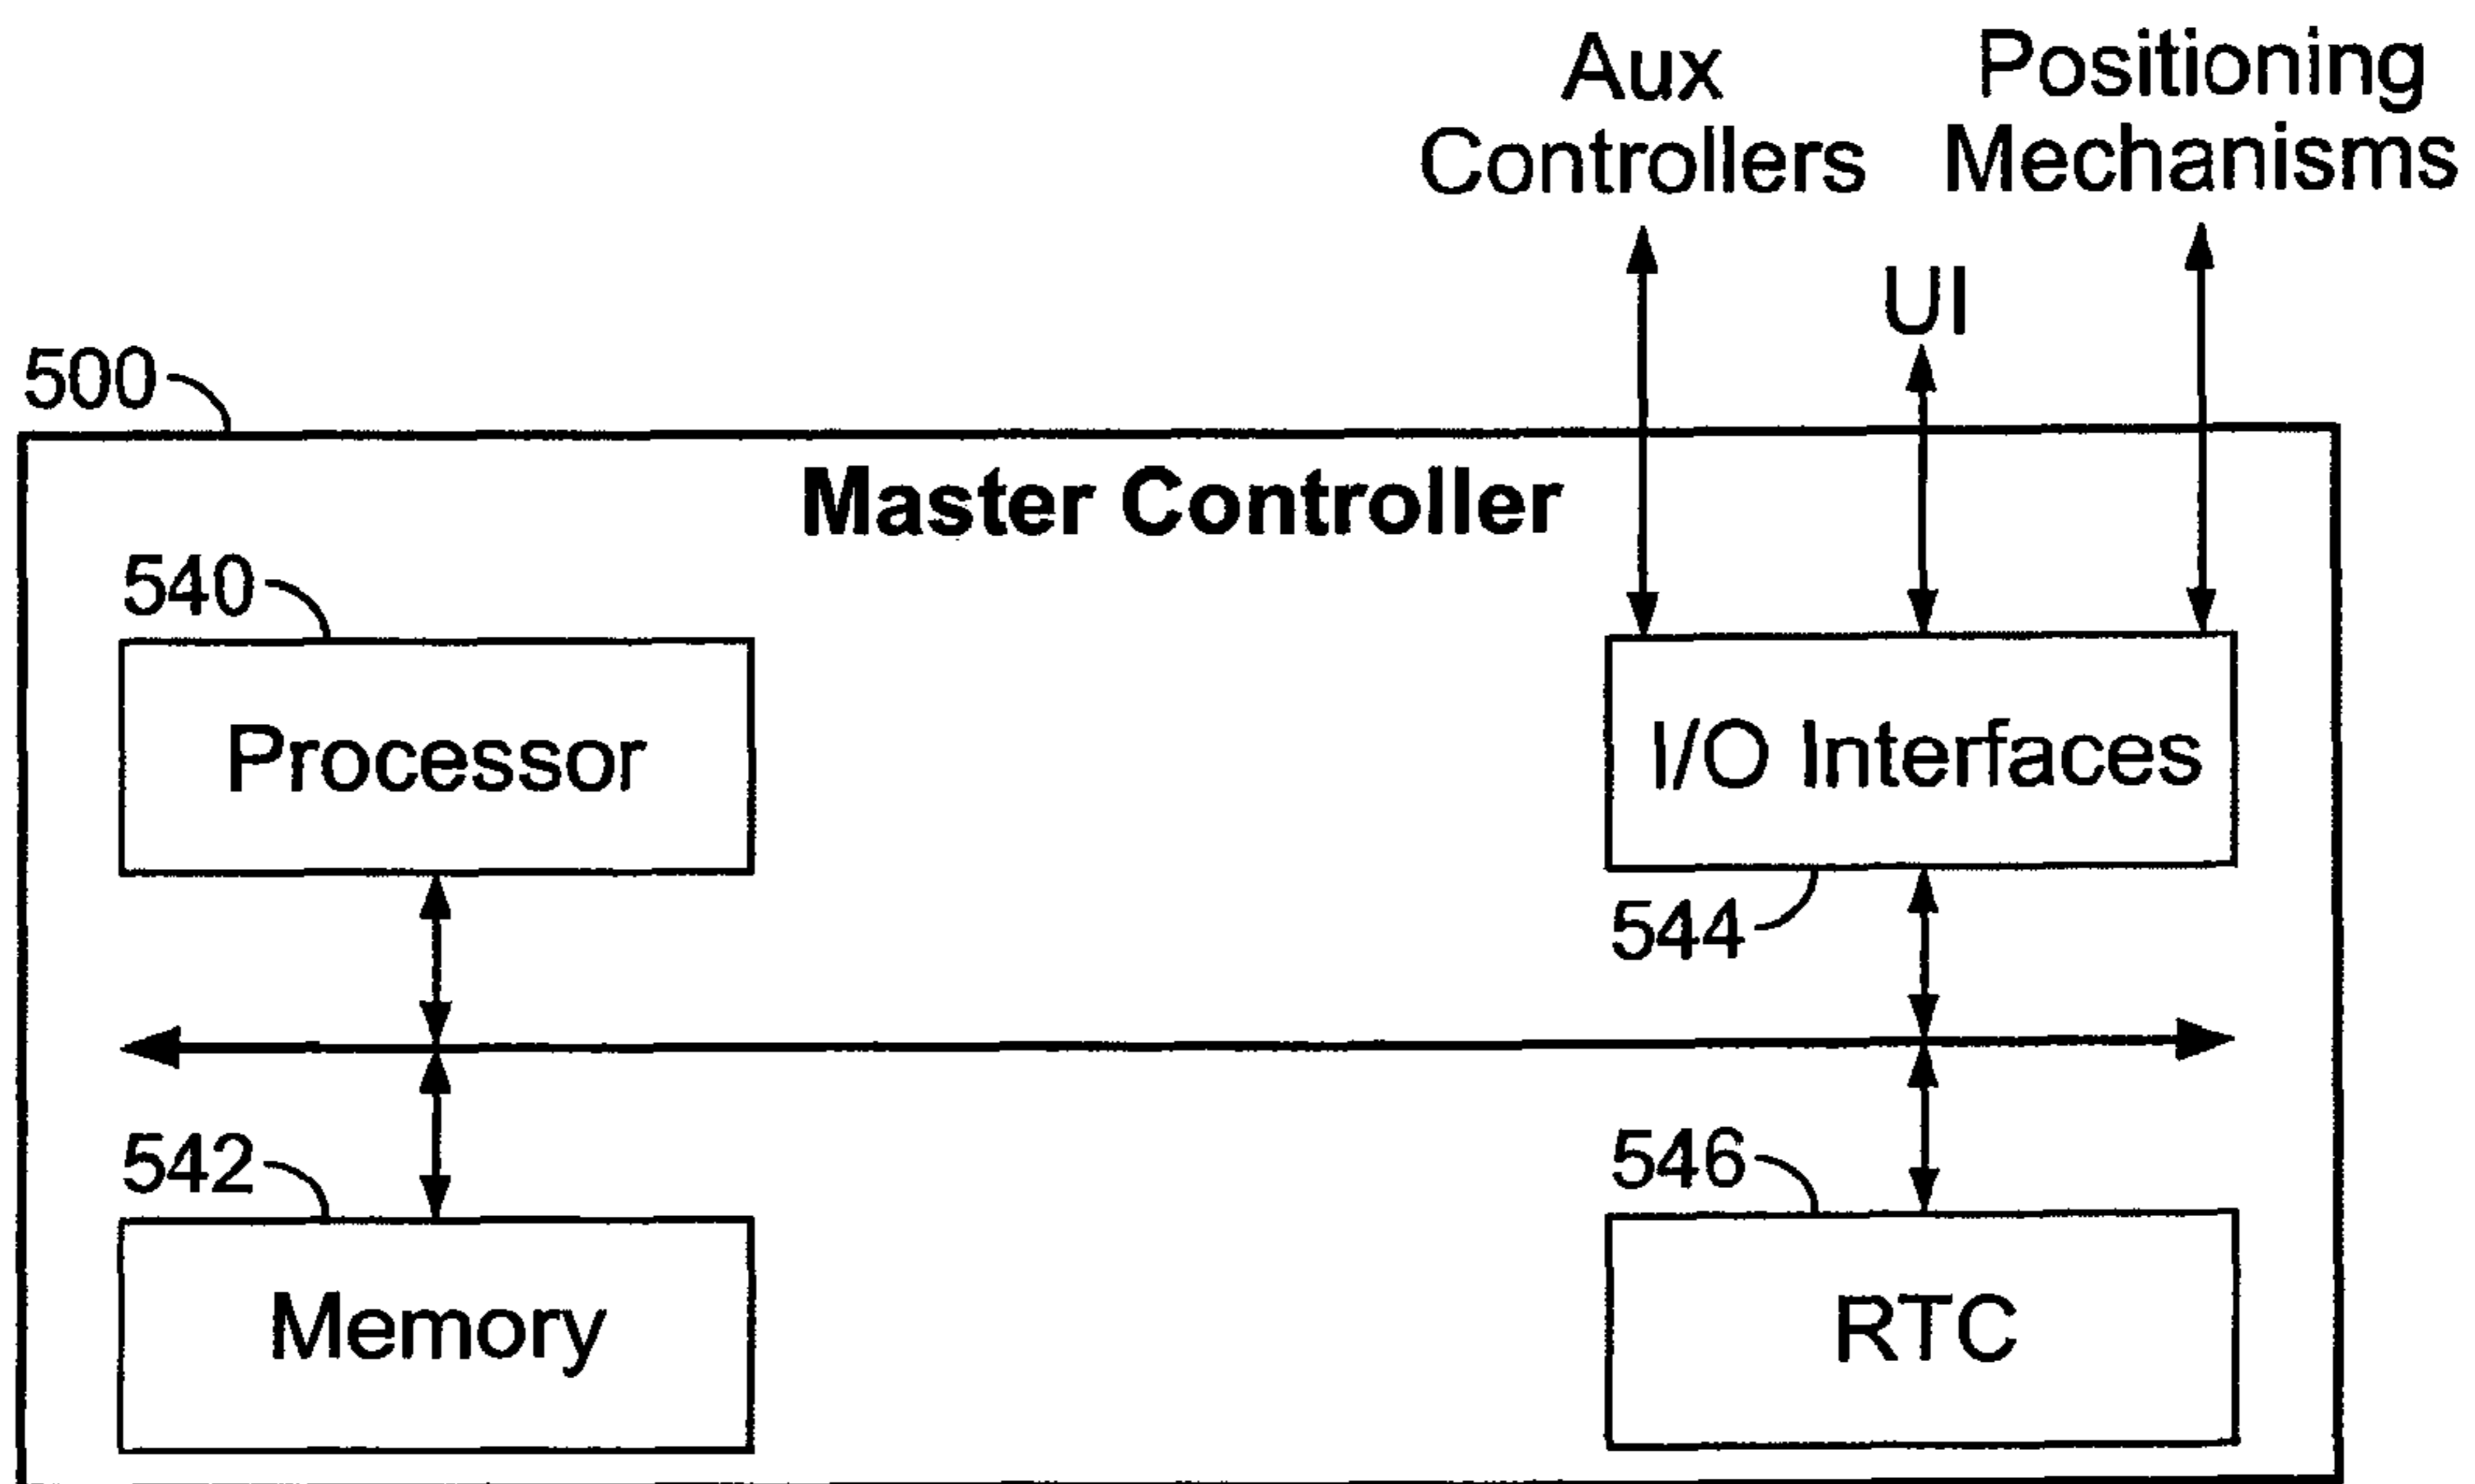 Aux
Controllers
Positioning
Mechanisms
UI
500
Master Controller
540
Processor
I/O Interfaces
544
542
Memory
546
RTC